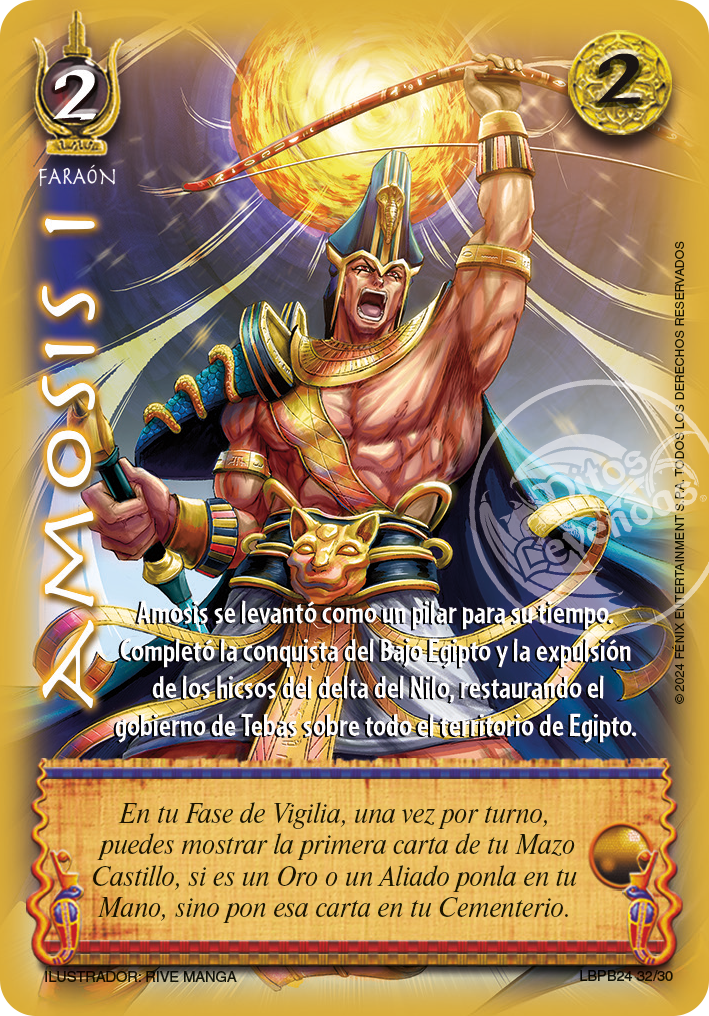 2
2
FARAÓN
AMOSIS I
Amosis se levantó como un pilar para su tiempo.
Completó la conquista del Bajo Egipto y la expulsión
de los hicsos del delta del Nilo, restaurando el
gobierno de Tebas sobre todo el territorio de Egipto.
En tu Fase de Vigilia, una vez por turno,
puedes mostrar la primera carta de tu Mazo
Castillo, si es un Oro o un Aliado ponla en tu
Mano, sino pon esa carta en tu Cementerio.
ILUSTRADOR: RIVE MANGA
LBPB24 32/30
© 2024 FENIX ENTERTAINMENT S.P.A. TODOS LOS DERECHOS RESERVADOS
Mitos
Leyendas®